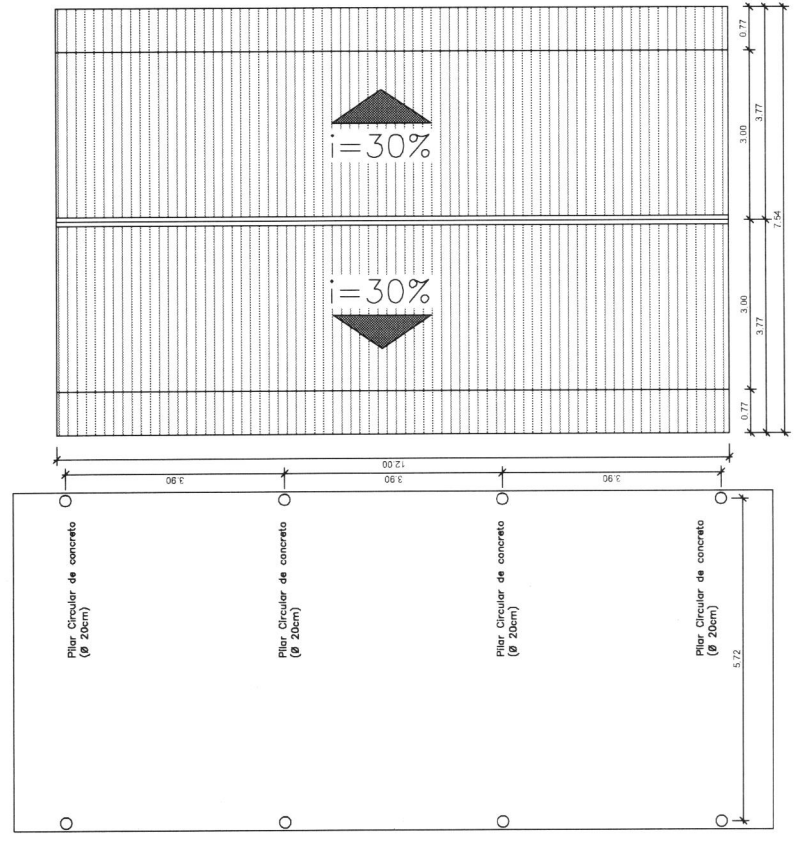 0.77
3.77
3.00
i=30%
7.54
i=30%
3.00
3.77
0.77
12.00
3.90
3.90
3.90
Pilar Circular de concreto
(Ø 20cm)
Pilar Circular de concreto
(Ø 20cm)
Pilar Circular de concreto
(Ø 20cm)
Pilar Circular de concreto
(Ø 20cm)
5.72